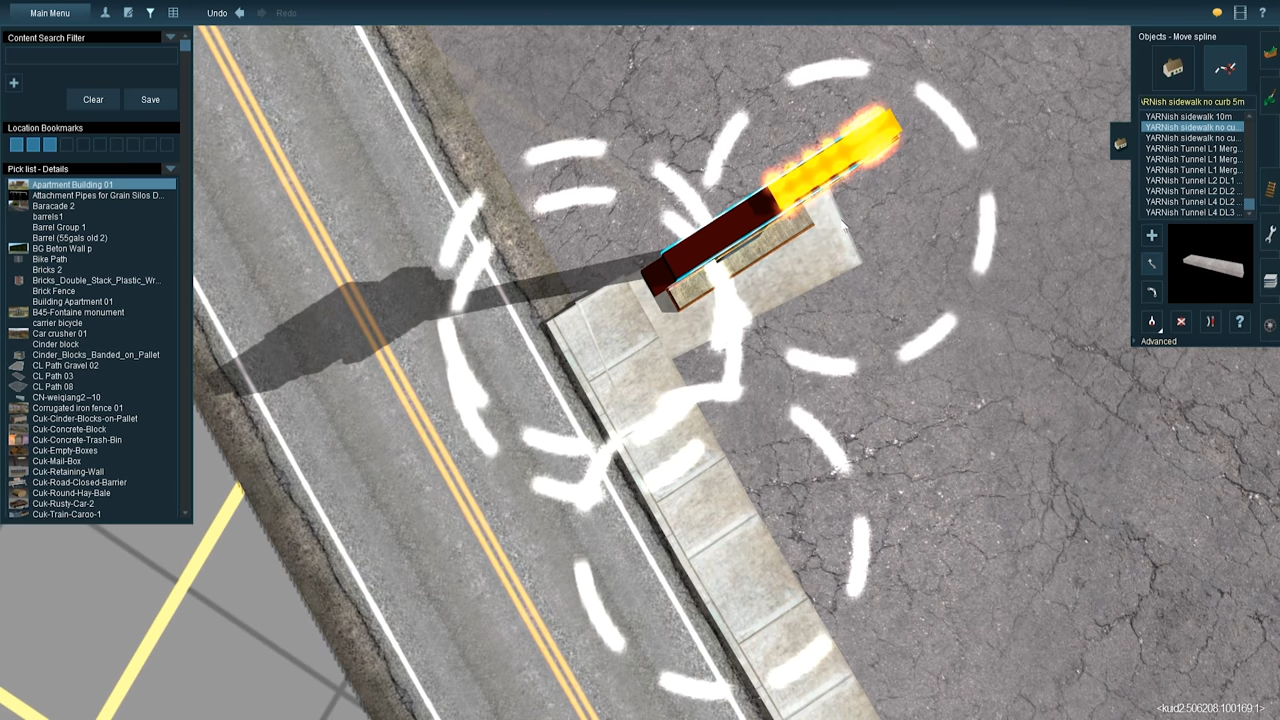 Main Menu
Undo
Redo
Content Search Filter
Clear
Save
Location Bookmarks
Pick list - Details
Apartment Building 01
Attachment Pipes for Grain Silos D...
Baracade 2
barrels1
Barrel Group 1
Barrel (55gals old 2)
BG Beton Wall p
Bike Path
Bricks 2
Bricks_Double_Stack_Plastic_Wr...
Brick Fence
Building Apartment 01
B45-Fontaine monument
carrier bicycle
Car crusher 01
Cinder block
Cinder_Blocks_Banded_on_Pallet
CL Path Gravel 02
CL Path 03
CL Path 08
CN-weiqiang2--10
Corrugated iron fence 01
Cuk-Cinder-Blocks-on-Pallet
Cuk-Concrete-Block
Cuk-Concrete-Trash-Bin
Cuk-Empty-Boxes
Cuk-Mail-Box
Cuk-Retaining-Wall
Cuk-Road-Closed-Barrier
Cuk-Round-Hay-Bale
Cuk-Rusty-Car-2
Cuk-Train-Cargo-1
Objects - Move spline
ARNish sidewalk no curb 5m
YARNish sidewalk 10m
YARNish sidewalk no cu...
YARNish sidewalk no cu...
YARNish Tunnel L1 Merg...
YARNish Tunnel L1 Merg...
YARNish Tunnel L1 Merg...
YARNish Tunnel L2 DL1 ...
YARNish Tunnel L2 DL2 ...
YARNish Tunnel L4 DL2 ...
YARNish Tunnel L4 DL3 ...
Advanced
<kuid2:506208:100169:1>